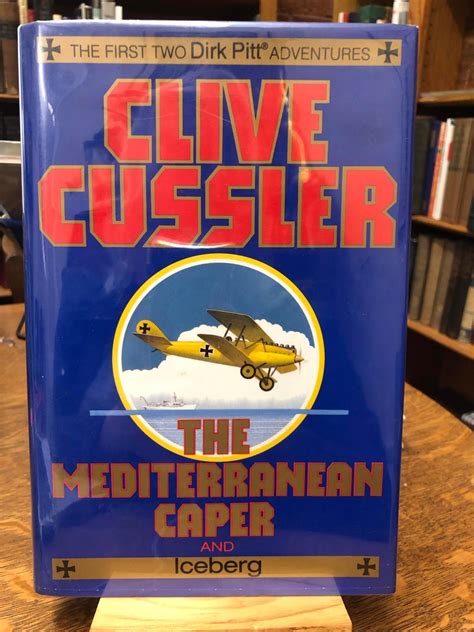 THE FIRST TWO Dirk Pitt® ADVENTURES
CLIVE
CUSSLER
THE
MEDITERRANEAN
CAPER
AND
Iceberg